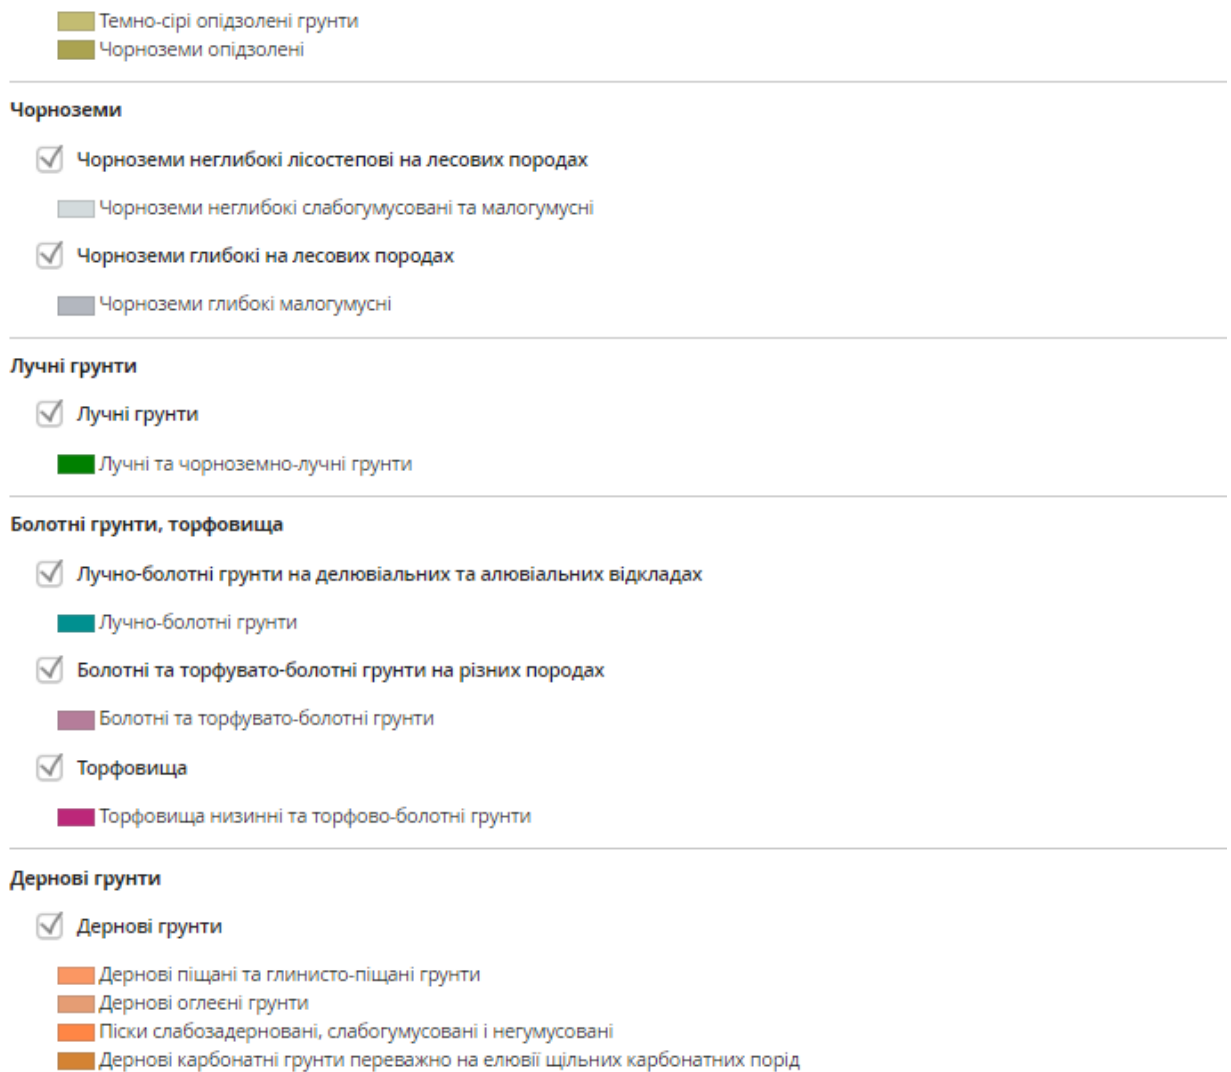 Темно-сірі опідзолені грунти
Чорноземи опідзолені
Чорноземи
Чорноземи неглибокі лісостепові на лесових породах
Чорноземи неглибокі слабогумусовані та малогумусні
Чорноземи глибокі на лесових породах
Чорноземи глибокі малогумусні
Лучні грунти
Лучні грунти
Лучні та чорноземно-лучні грунти
Болотні грунти, торфовища
Лучно-болотні грунти на делювіальних та алювіальних відкладах
Лучно-болотні грунти
Болотні та торфувато-болотні грунти на різних породах
Болотні та торфувато-болотні грунти
Торфовища
Торфовища низинні та торфово-болотні грунти
Дернові грунти
Дернові грунти
Дернові піщані та глинисто-піщані грунти
Дернові оглеєні грунти
Піски слабозадерновані, слабогумусовані і негумусовані
Дернові карбонатні грунти переважно на елювії щільних карбонатних порід